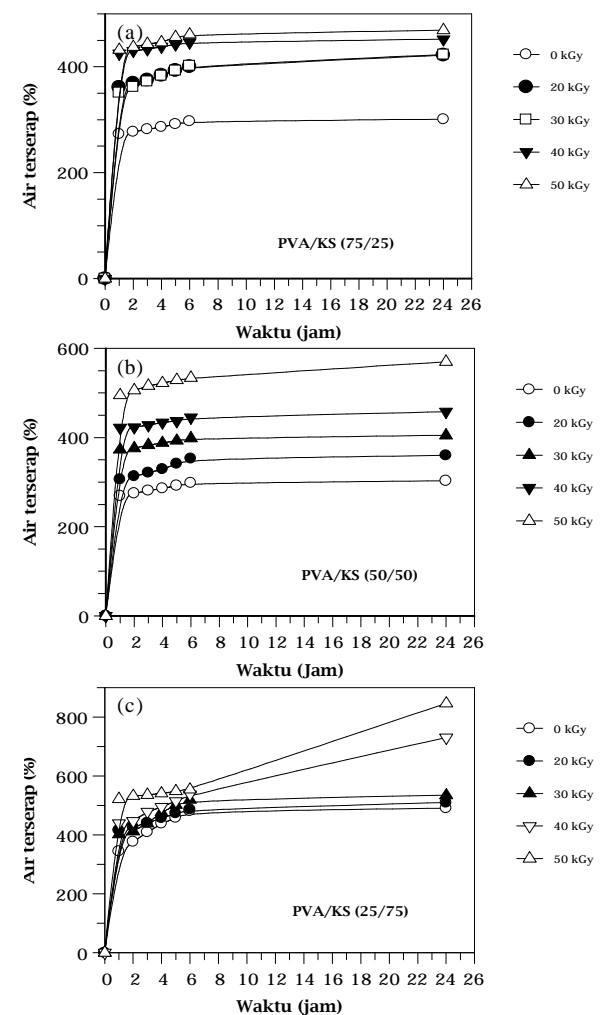 (a)
400
200
0
Air terserap (%)
PVA/KS (75/25)
0 2 4 6 8 10 12 14 16 18 20 22 24 26
Waktu (jam)
0 kGy
20 kGy
30 kGy
40 kGy
50 kGy
(b)
600
400
200
0
Air terserap (%)
PVA/KS (50/50)
0 2 4 6 8 10 12 14 16 18 20 22 24 26
Waktu (Jam)
0 kGy
20 kGy
30 kGy
40 kGy
50 kGy
(c)
800
600
400
200
0
Air terserap (%)
PVA/KS (25/75)
0 2 4 6 8 10 12 14 16 18 20 22 24 26
Waktu (jam)
0 kGy
20 kGy
30 kGy
40 kGy
50 kGy